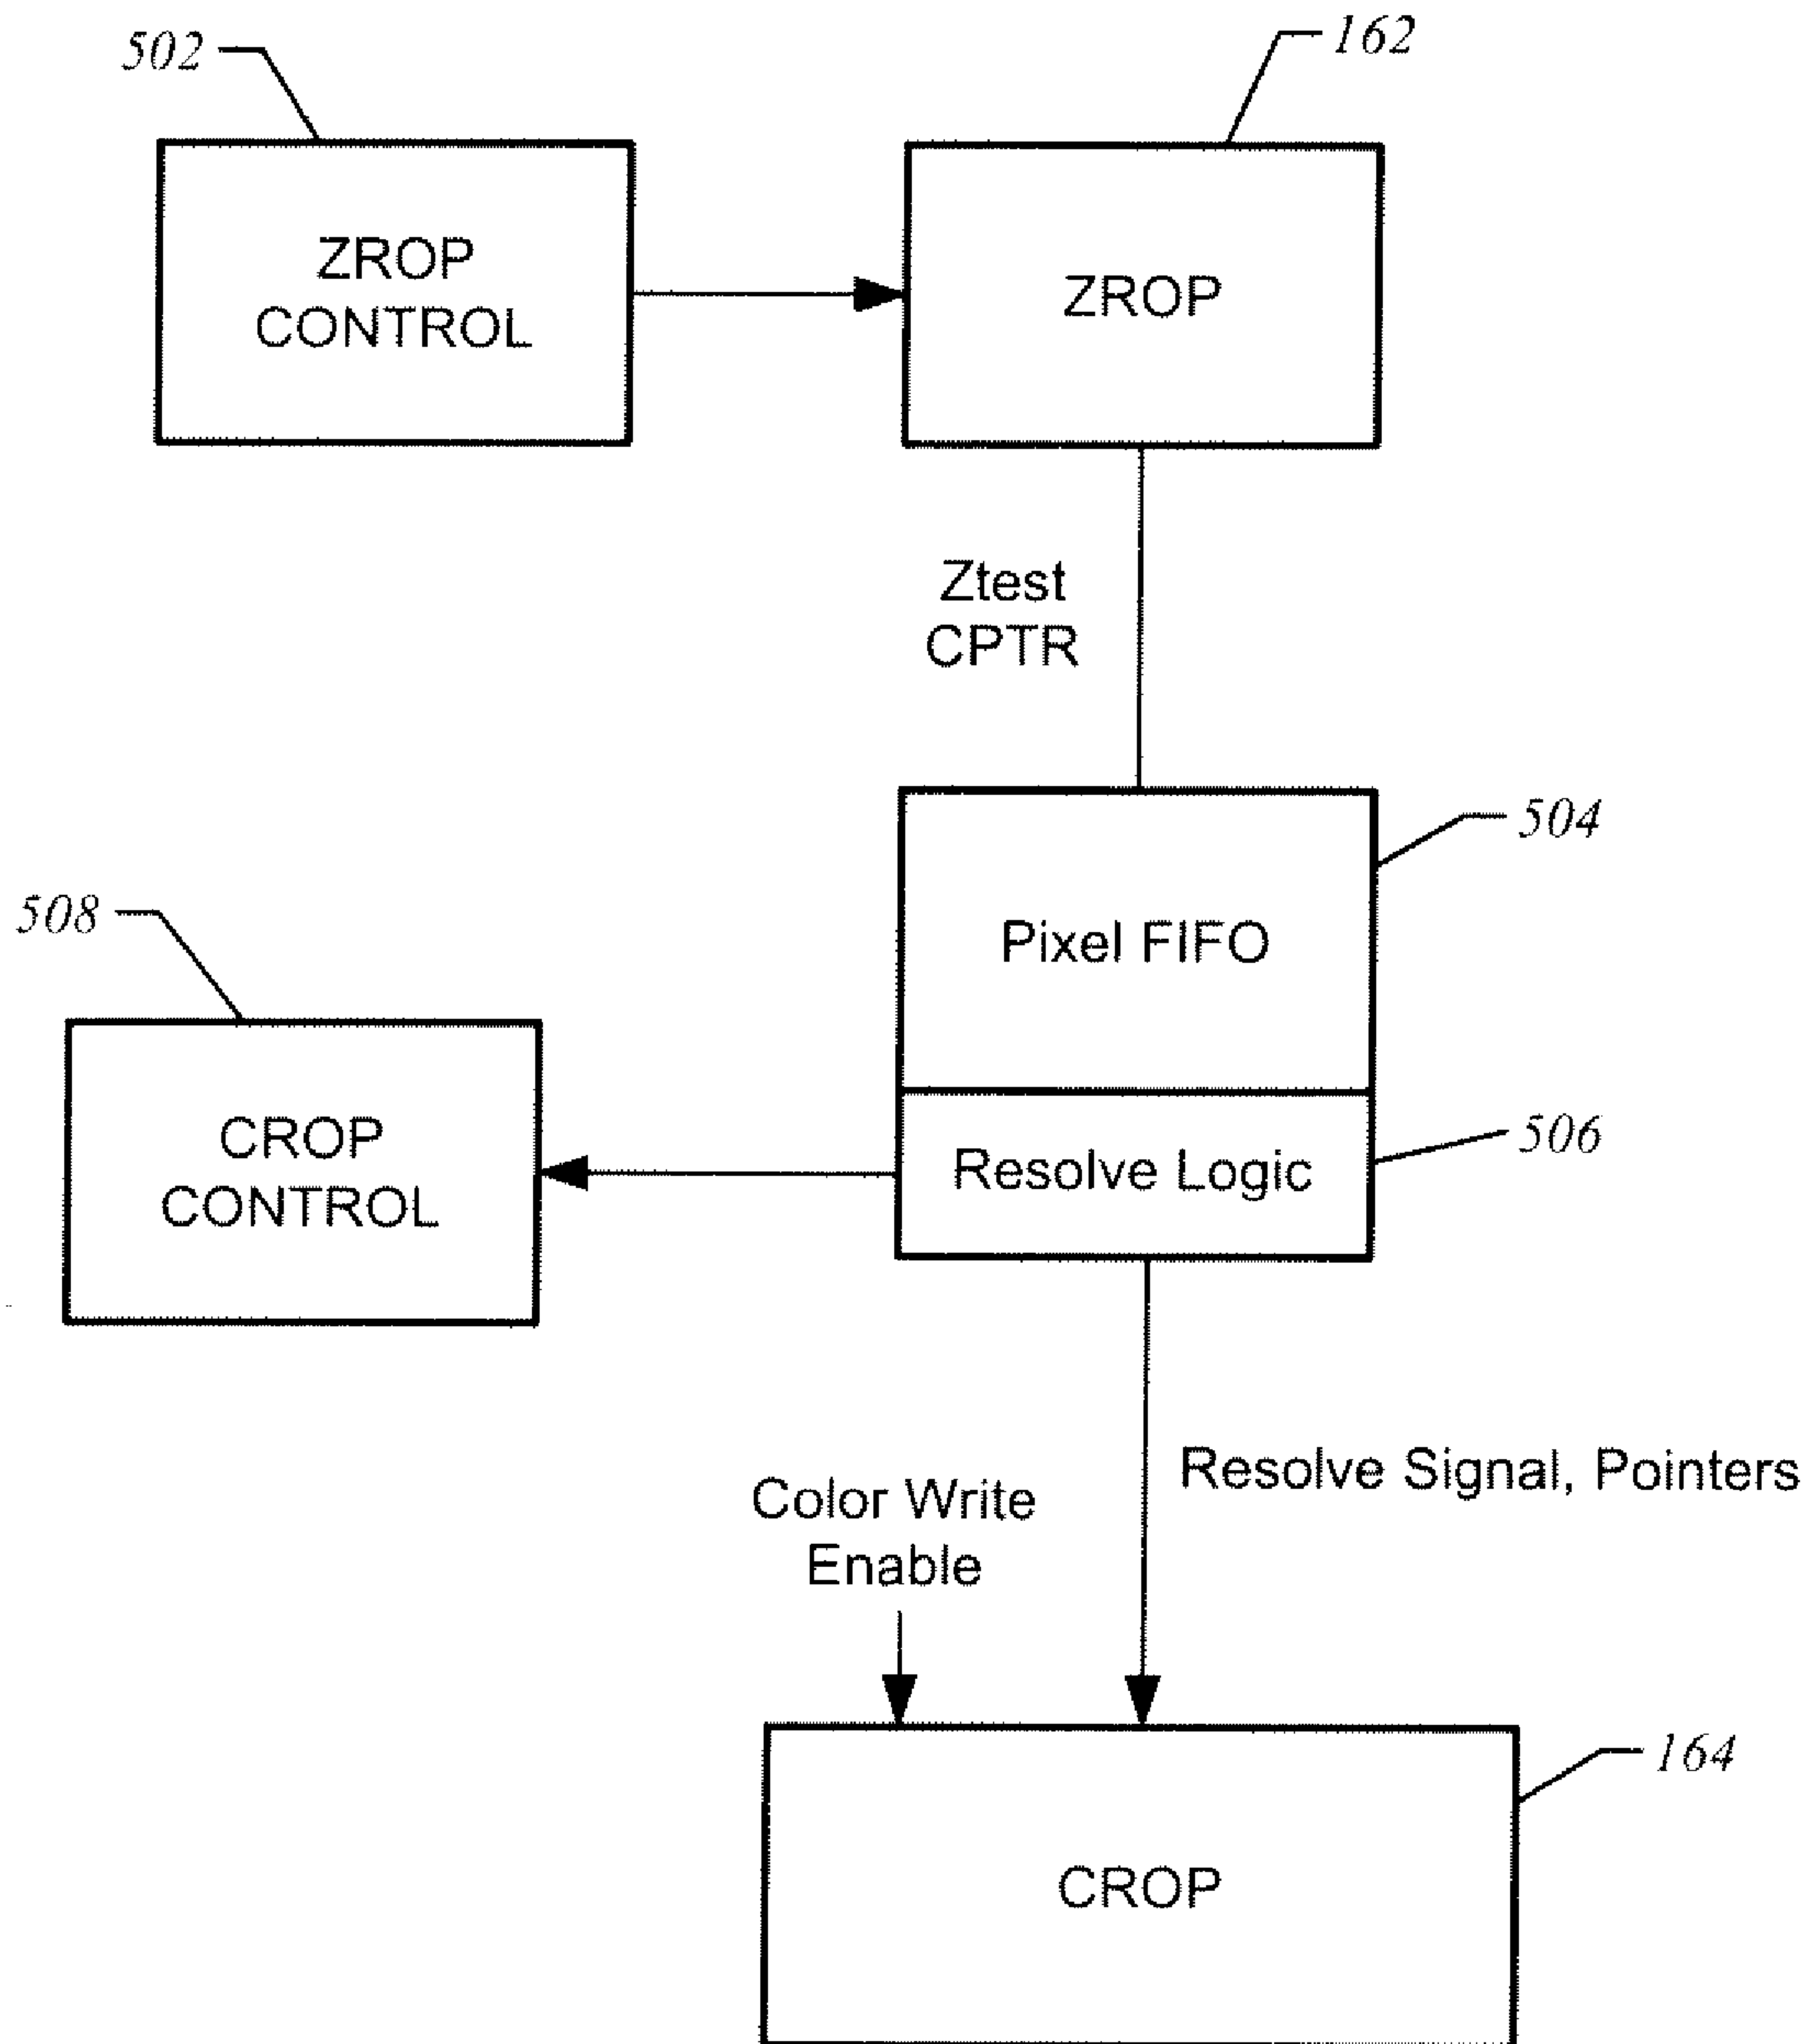 502
162
ZROP
CONTROL
ZROP
Ztest
CPTR
504
Pixel FIFO
508
CROP
CONTROL
506
Resolve Logic
Resolve Signal, Pointers
Color Write
Enable
164
CROP